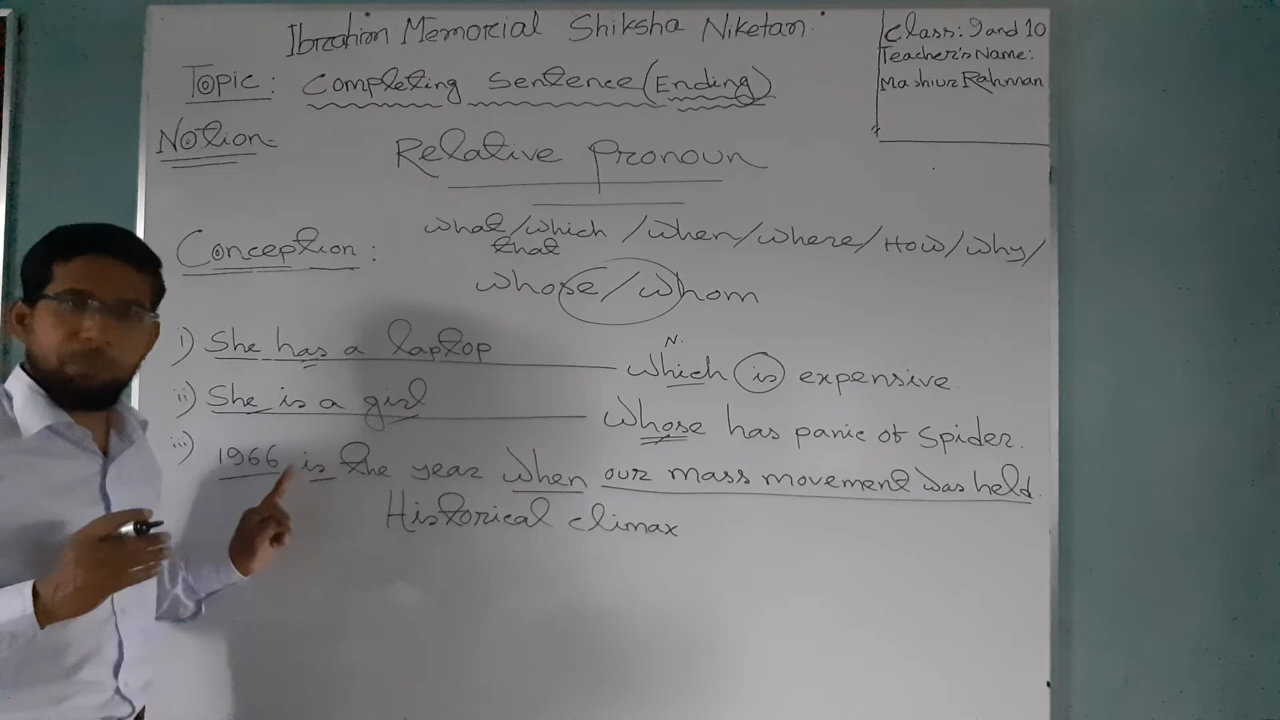 Ibrahim Memorial Shiksha Niketan
Class: 9 and 10
Teacher's Name:
Mashiur Rahman
Topic: Completing Sentence (Ending)
Notion
Relative Pronoun
Conception: what/which /when/where/How/why/
that
whose/whom
i) She has a laptop which is expensive.
N.
ii) She is a girl whose has panic of Spider.
iii) 1966 is the year when our mass movement was held.
Historical climax